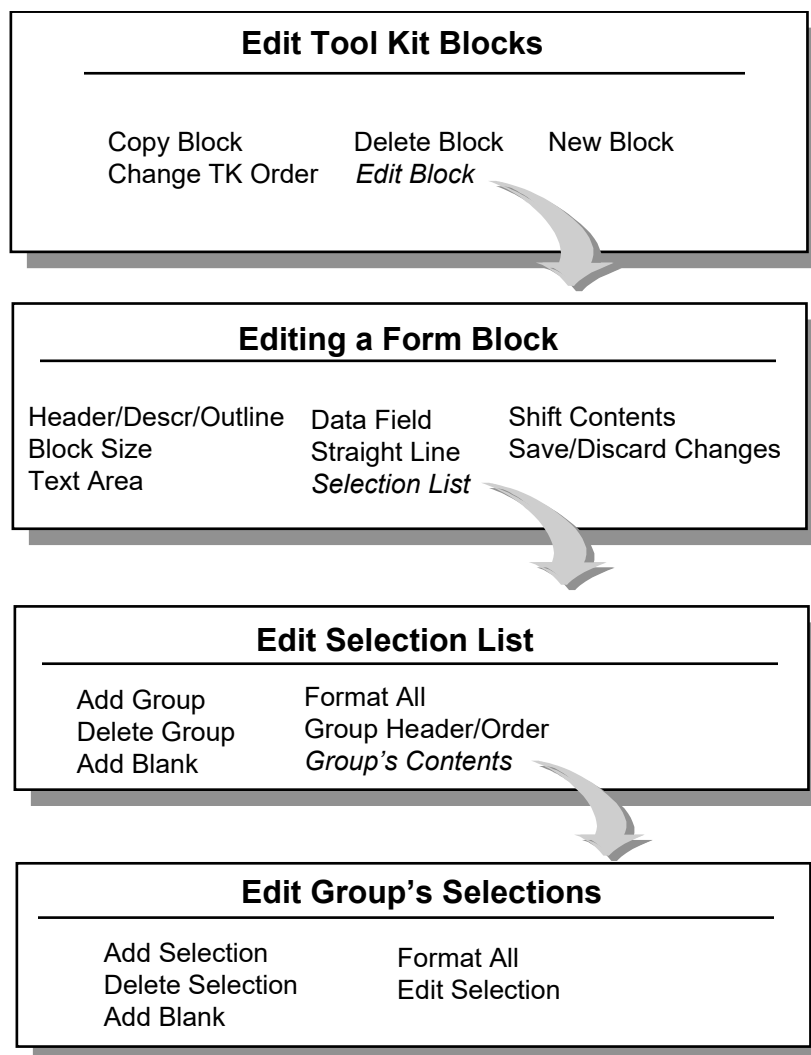 Edit Tool Kit Blocks
Copy Block Delete Block New Block
Change TK Order Edit Block
Editing a Form Block
Header/Descr/Outline Data Field Shift Contents
Block Size Straight Line Save/Discard Changes
Text Area Selection List
Edit Selection List
Add Group Format All
Delete Group Group Header/Order
Add Blank Group’s Contents
Edit Group’s Selections
Add Selection Format All
Delete Selection Edit Selection
Add Blank